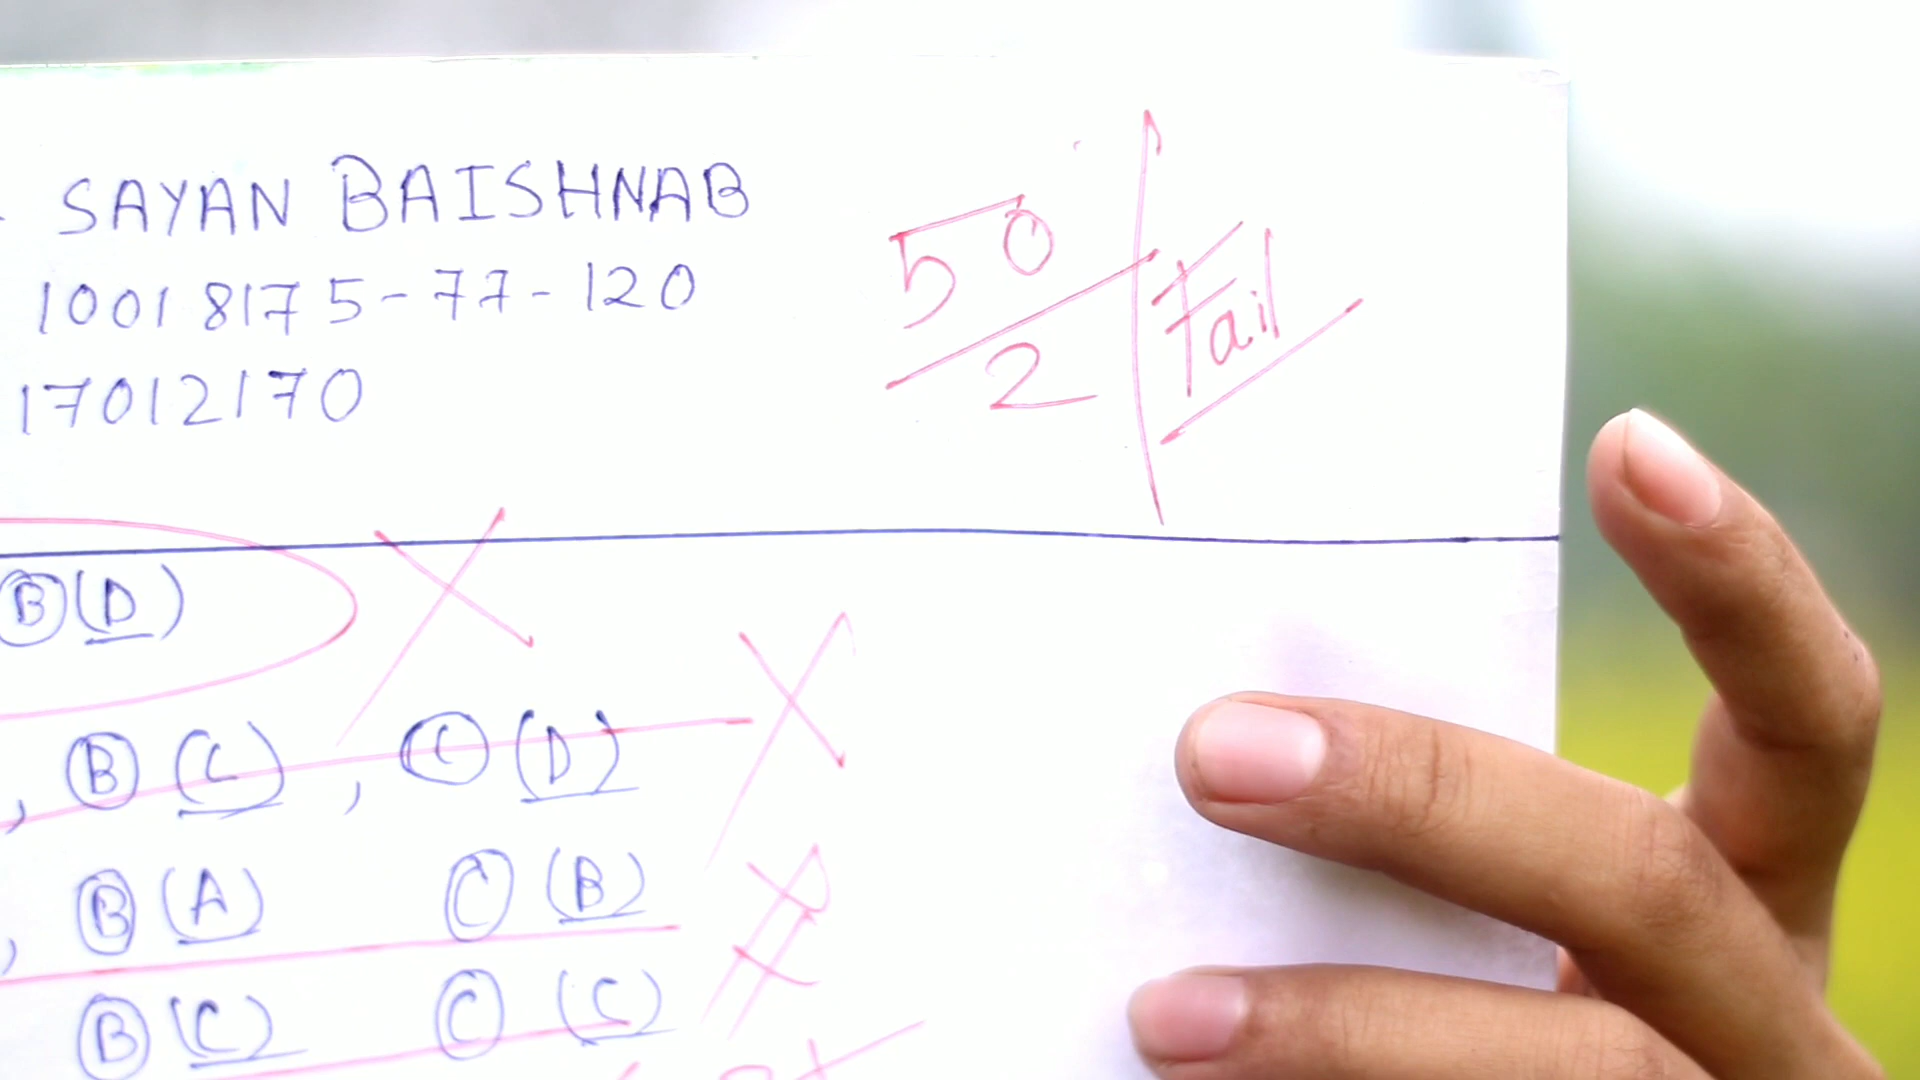 SAYAN BAISHNAB
10018175-77-120
17012170
50
2
Fail
B (D)
, B (C) , C (D)
, B (A) C (B)
B (C) C (C)